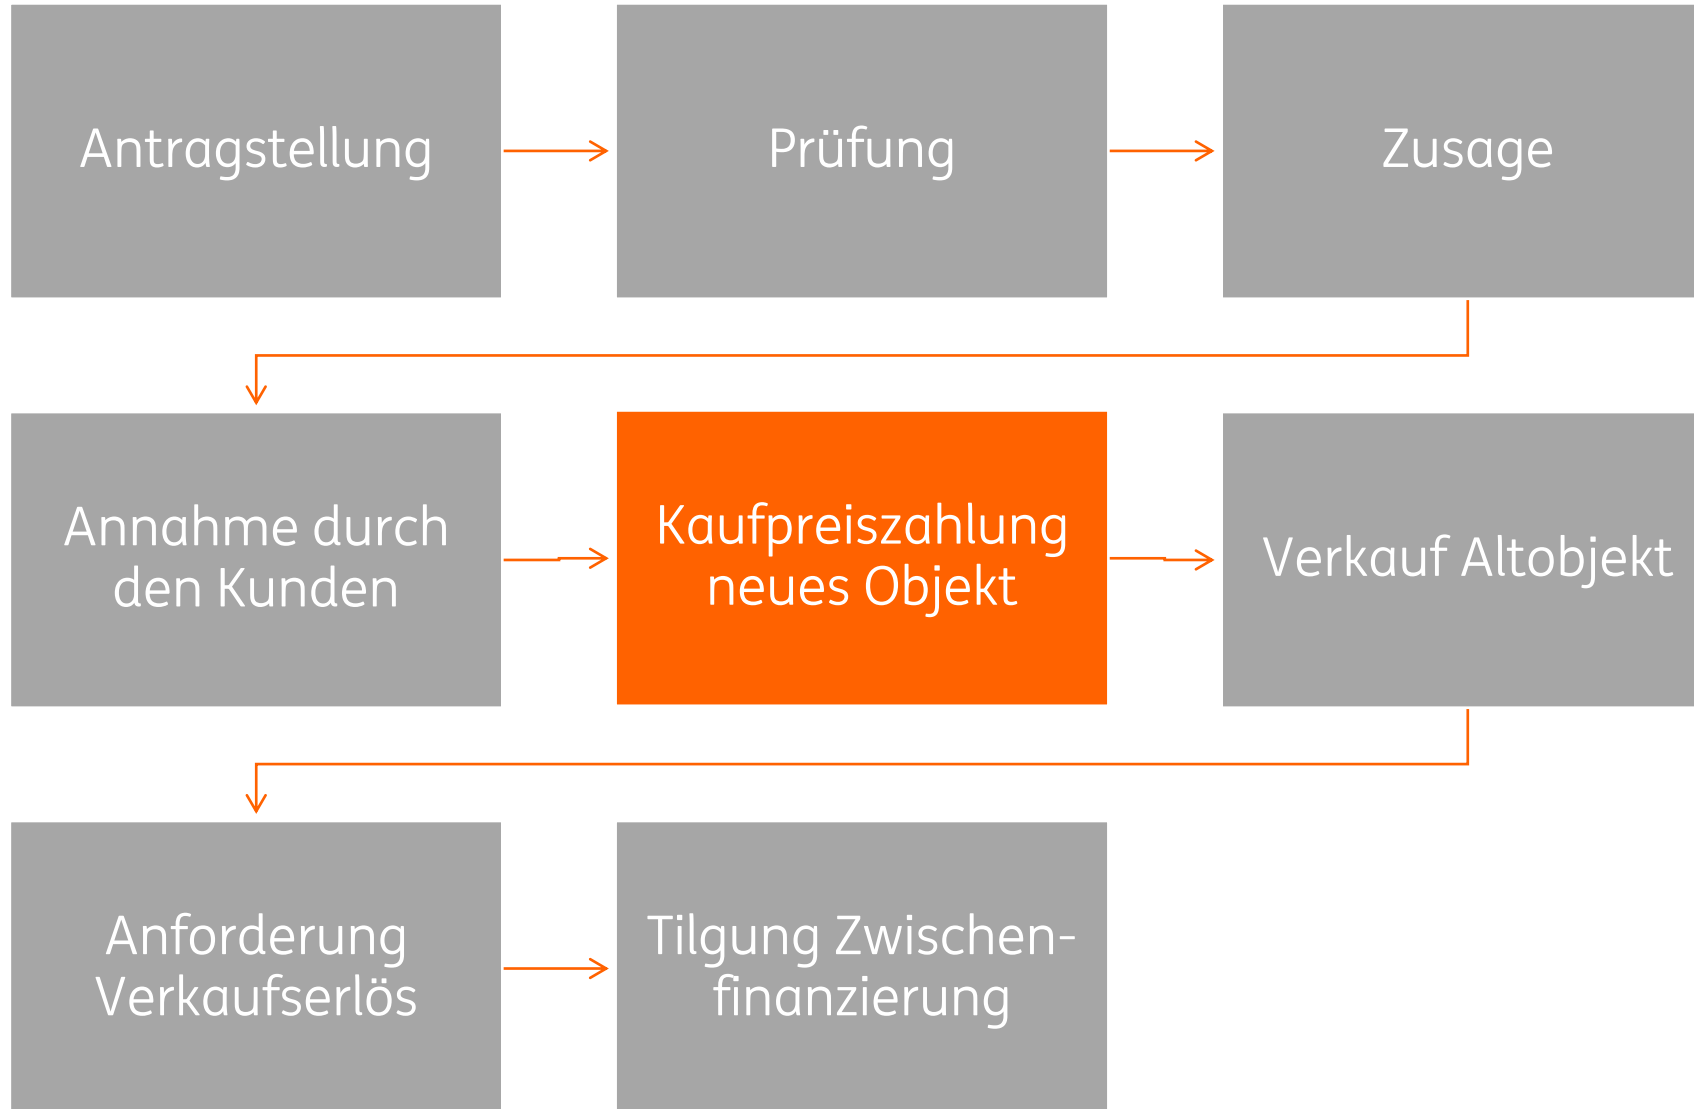 Antragstellung
Prüfung
Zusage
Annahme durch
den Kunden
Kaufpreiszahlung
neues Objekt
Verkauf Altobjekt
Anforderung
Verkaufserlös
Tilgung Zwischen-
finanzierung